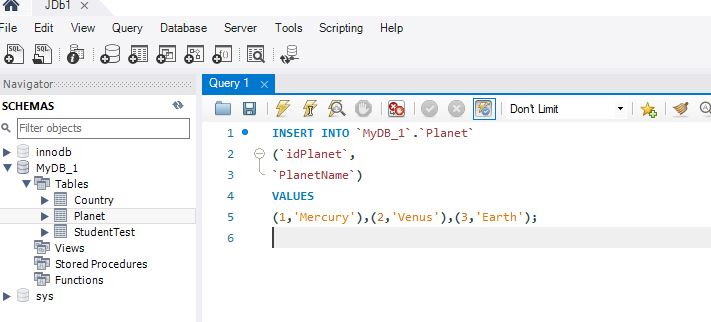 JDb1
File Edit View Query Database Server Tools Scripting Help
SQL SQL
Navigator
Query 1
SCHEMAS
Filter objects
Don't Limit
innodb
MyDB_1
Tables
Country
Planet
StudentTest
Views
Stored Procedures
Functions
sys
1 INSERT INTO `MyDB_1`.`Planet`
2 (`idPlanet`,
3 `PlanetName`)
4 VALUES
5 (1,'Mercury'),(2,'Venus'),(3,'Earth');
6